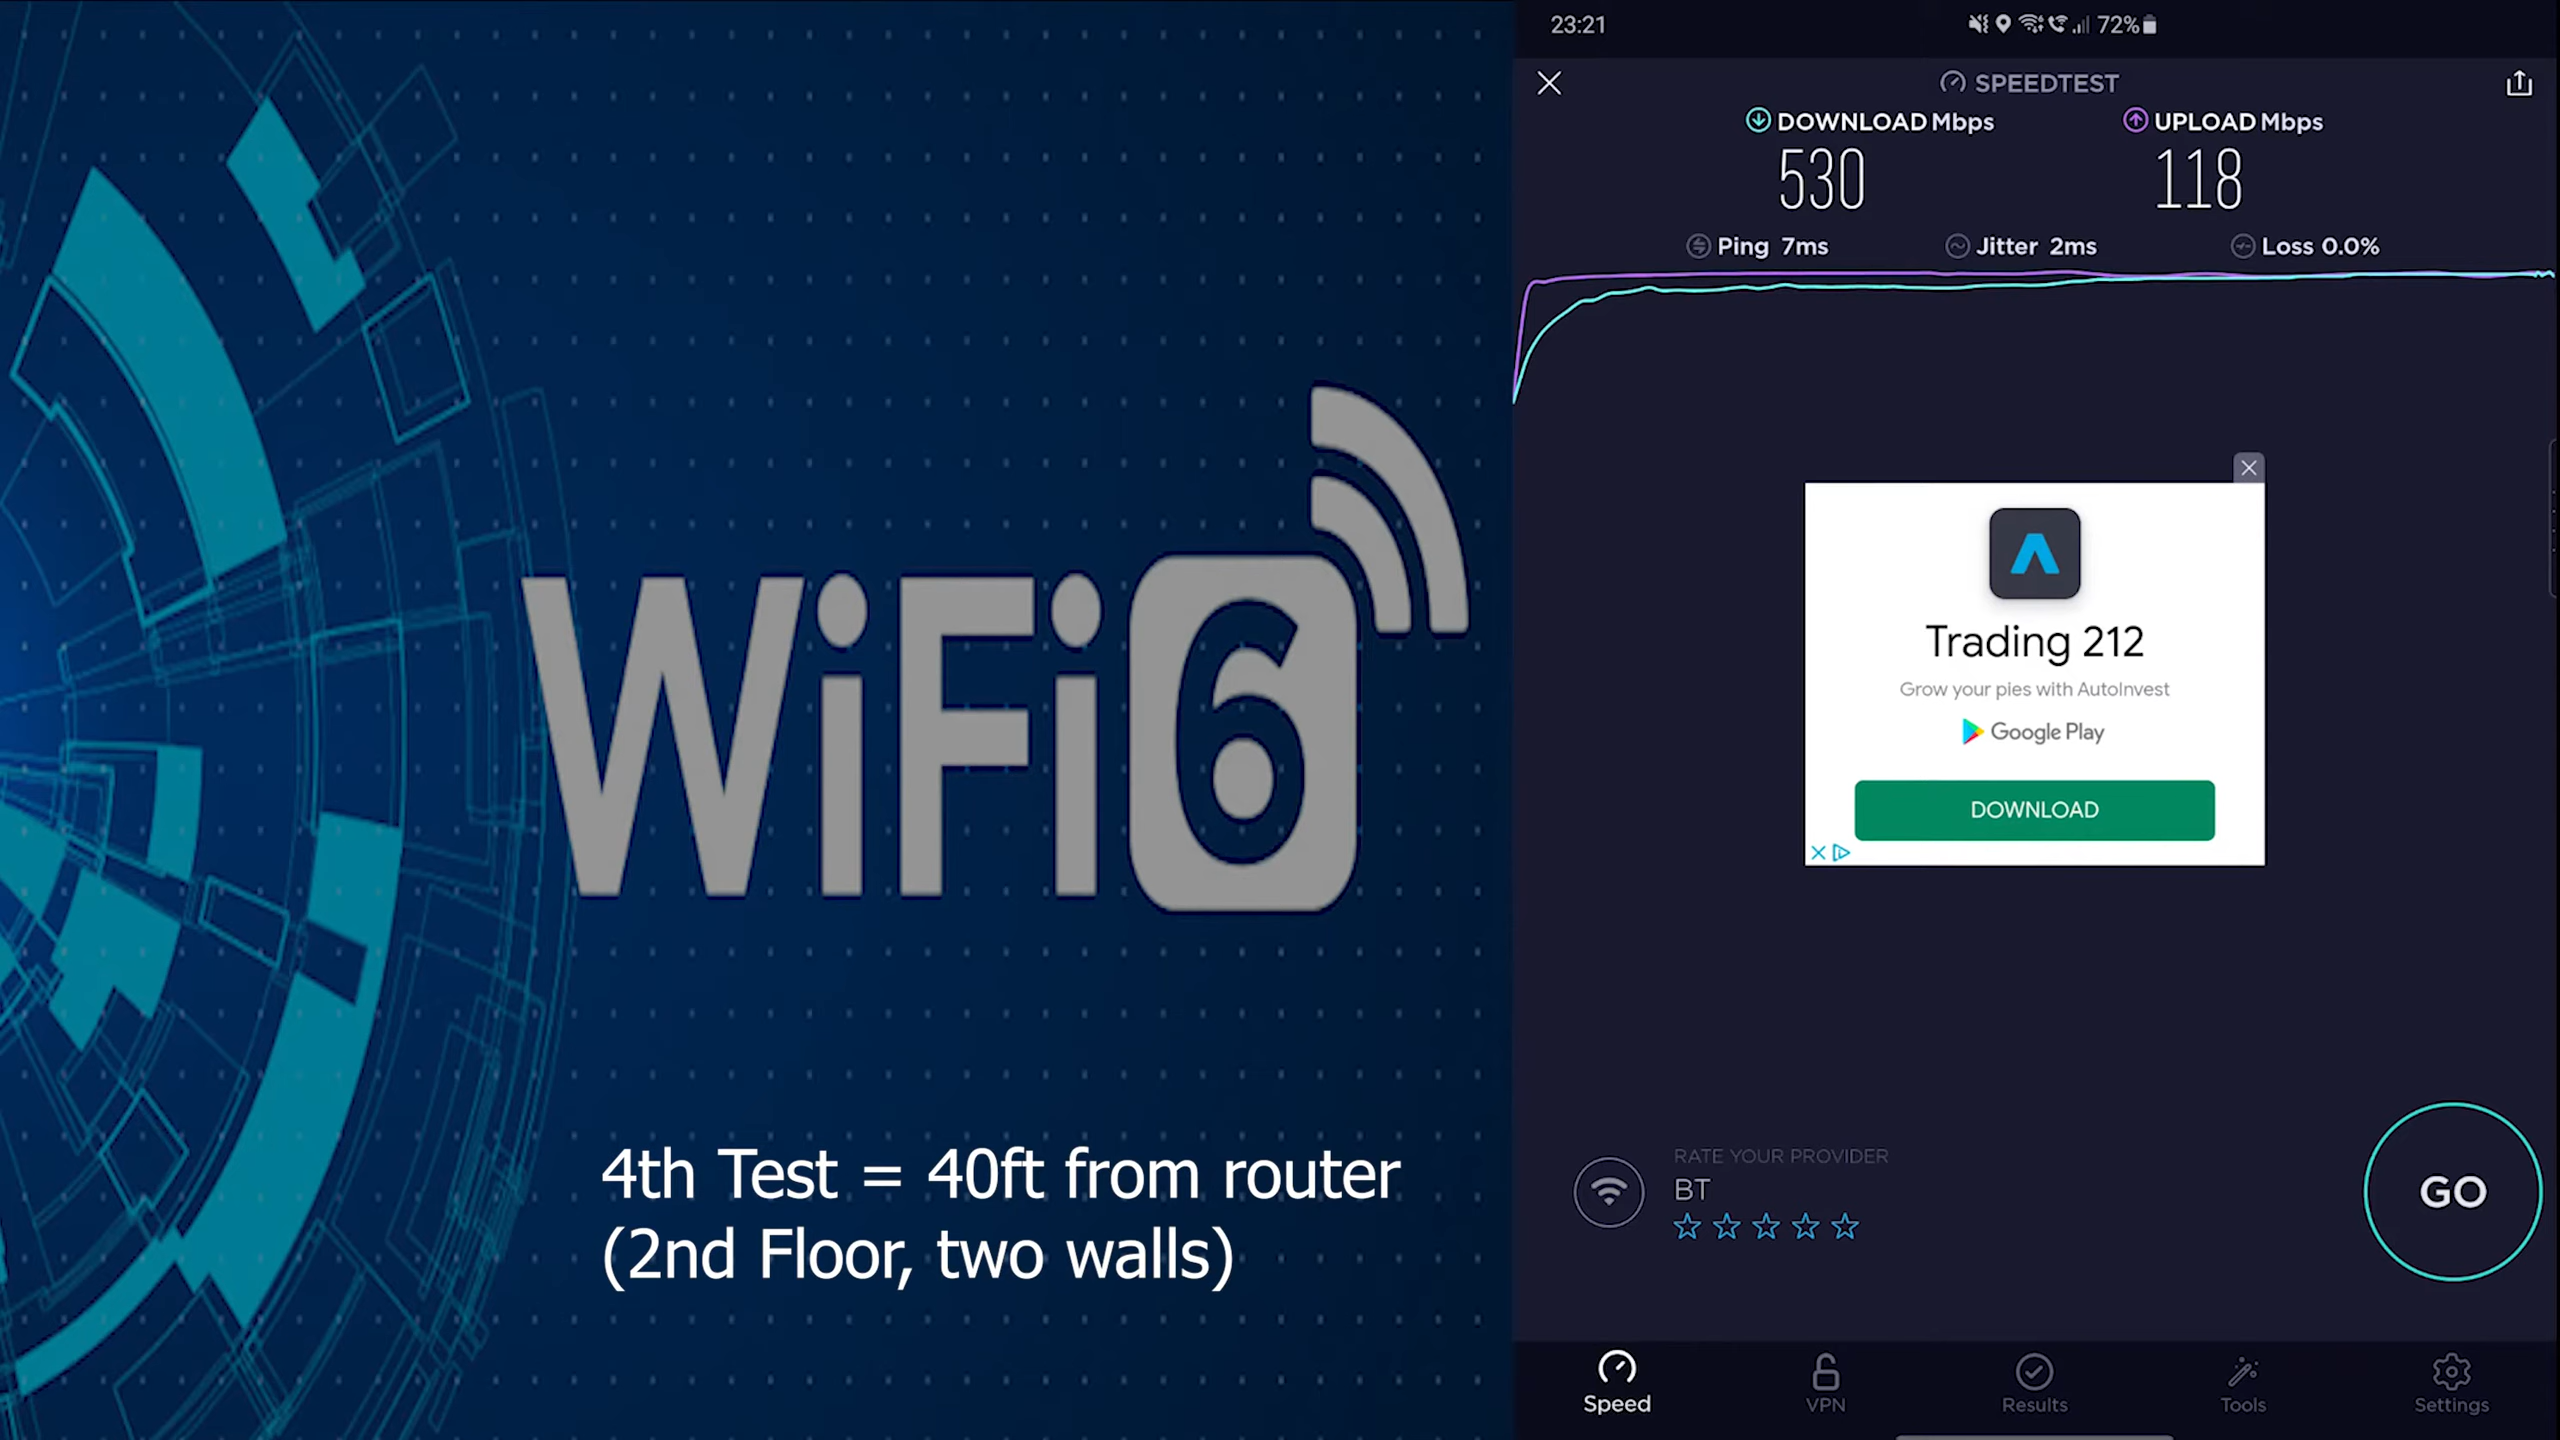 WiFi 6
4th Test = 40ft from router
(2nd Floor, two walls)
23:21
72%
SPEEDTEST
DOWNLOAD Mbps
UPLOAD Mbps
530
118
Ping 7ms
Jitter 2ms
Loss 0.0%
Trading 212
Grow your pies with AutoInvest
Google Play
DOWNLOAD
RATE YOUR PROVIDER
BT
GO
Speed
VPN
Results
Tools
Settings